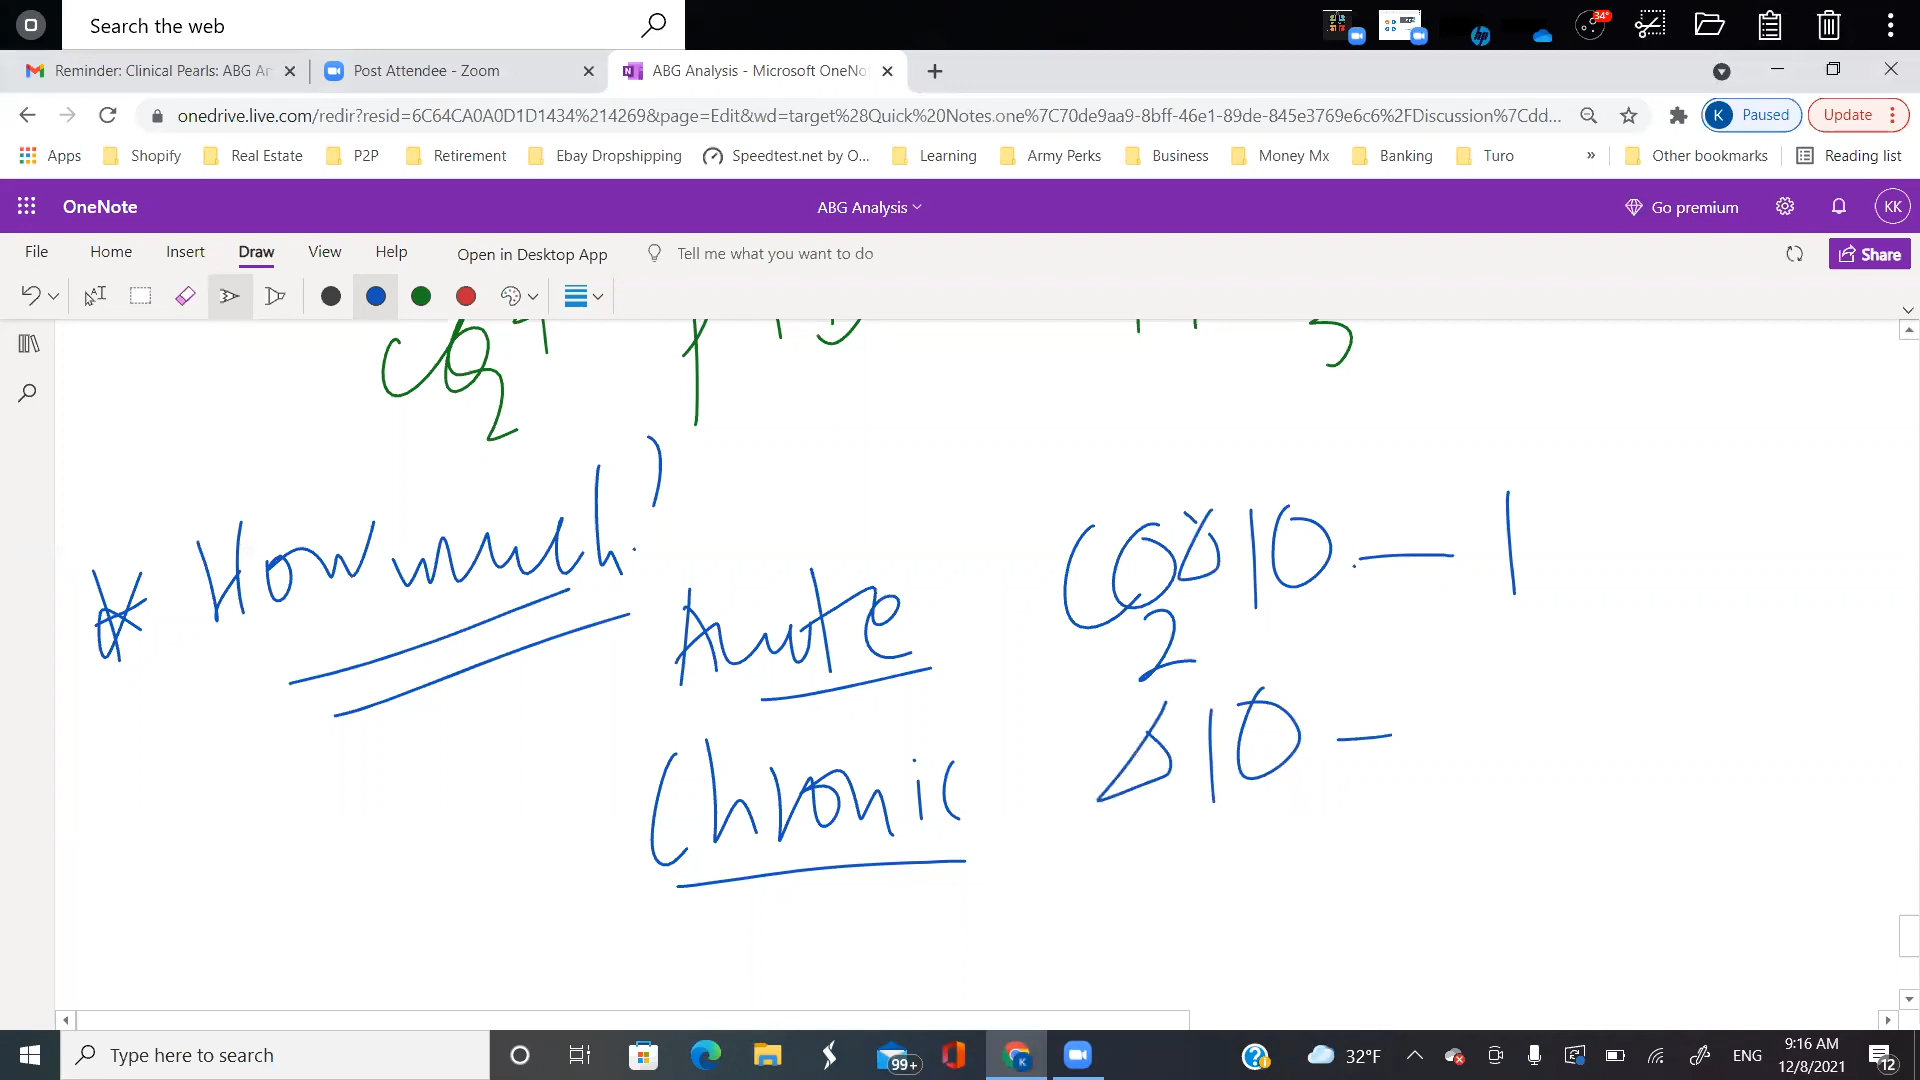 Search the web
34°
Reminder: Clinical Pearls: ABG An
Post Attendee - Zoom
ABG Analysis - Microsoft OneNo
onedrive.live.com/redir?resid=6C64CA0A0D1D1434%214269&page=Edit&wd=target%28Quick%20Notes.one%7C70de9aa9-8bff-46e1-89de-845e3769e6c6%2FDiscussion%7Cdd...
K Paused
Update
Apps
Shopify
Real Estate
P2P
Retirement
Ebay Dropshipping
Speedtest.net by O...
Learning
Army Perks
Business
Money Mx
Banking
Turo
»
Other bookmarks
Reading list
OneNote
ABG Analysis
Go premium
KK
File
Home
Insert
Draw
View
Help
Open in Desktop App
Tell me what you want to do
Share
CO2
How much?
Acute
CO2 Δ 10 — 1
Chronic
Δ 10 —
Type here to search
99+
32°F
ENG
9:16 AM
12/8/2021
12